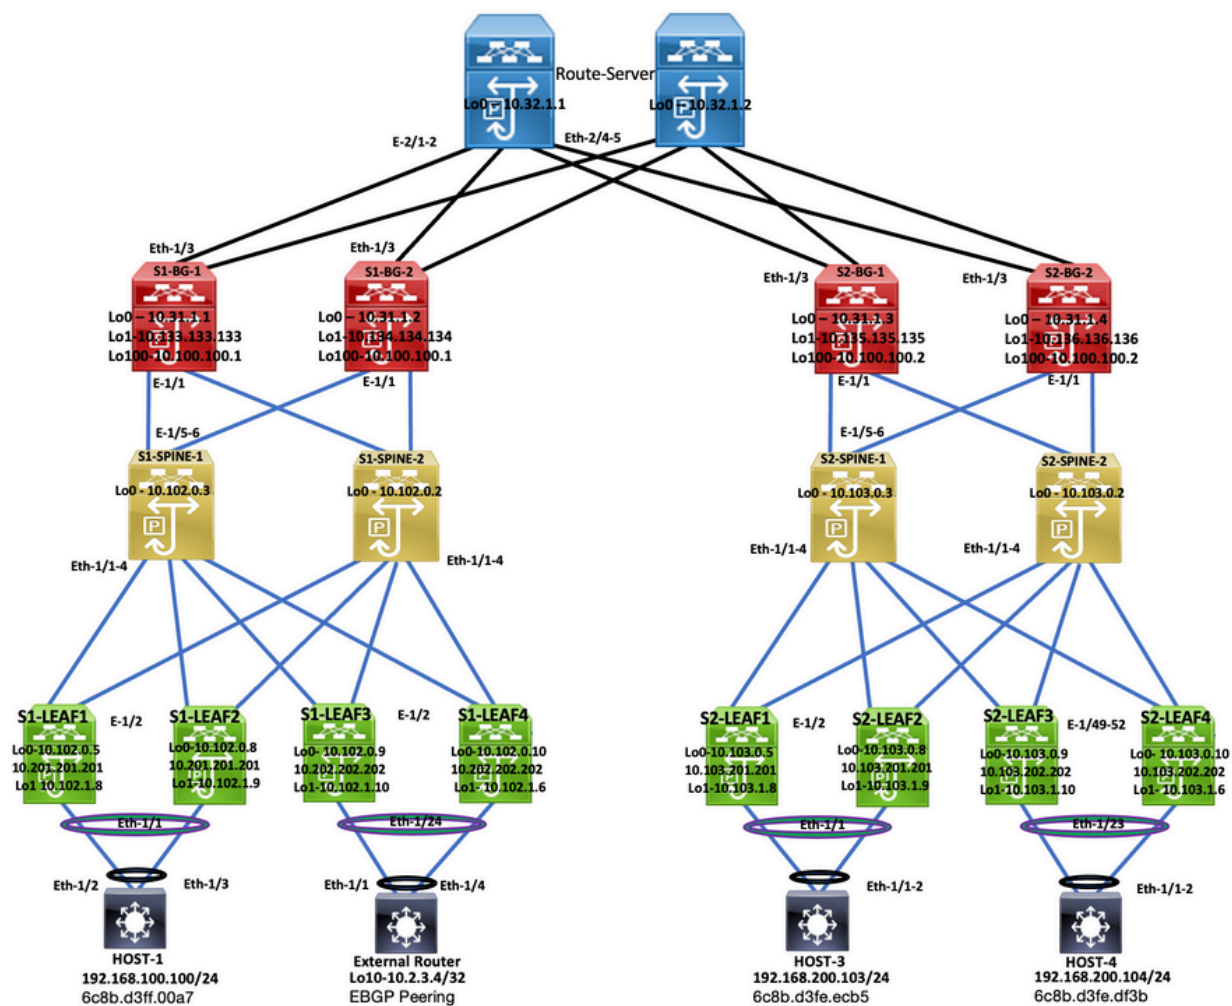 Route-Server
Lo0 – 10.32.1.1
Lo0 – 10.32.1.2
E-2/1-2
Eth-2/4-5
Eth-1/3
Eth-1/3
Eth-1/3
Eth-1/3
S1-BG-1
Lo0 – 10.31.1.1
Lo1-10.133.133.133
Lo100-10.100.100.1
S1-BG-2
Lo0 – 10.31.1.2
Lo1-10.134.134.134
Lo100-10.100.100.1
S2-BG-1
Lo0 – 10.31.1.3
Lo1-10.135.135.135
Lo100-10.100.100.2
S2-BG-2
Lo0 – 10.31.1.4
Lo1-10.136.136.136
Lo100-10.100.100.2
E-1/1
E-1/1
E-1/1
E-1/1
E-1/5-6
E-1/5-6
S1-SPINE-1
Lo0 - 10.102.0.3
S1-SPINE-2
Lo0 - 10.102.0.2
S2-SPINE-1
Lo0 - 10.103.0.3
S2-SPINE-2
Lo0 - 10.103.0.2
P
P
P
P
Eth-1/1-4
Eth-1/1-4
Eth-1/1-4
Eth-1/1-4
S1-LEAF1
Lo0-10.102.0.5
10.201.201.201
Lo1 10.102.1.8
E-1/2
S1-LEAF2
Lo0-10.102.0.8
10.201.201.201
Lo1-10.102.1.9
S1-LEAF3
Lo0- 10.102.0.9
10.202.202.202
Lo1-10.102.1.10
E-1/2
S1-LEAF4
Lo0-10.102.0.10
10.202.202.202
Lo1- 10.102.1.6
S2-LEAF1
Lo0-10.103.0.5
10.103.201.201
Lo1-10.103.1.8
E-1/2
S2-LEAF2
Lo0-10.103.0.8
10.103.201.201
Lo1-10.103.1.9
S2-LEAF3
Lo0-10.103.0.9
10.103.202.202
Lo1-10.103.1.10
E-1/49-52
S2-LEAF4
Lo0-10.103.0.10
10.103.202.202
Lo1- 10.103.1.6
Eth-1/1
Eth-1/24
Eth-1/1
Eth-1/23
Eth-1/2
Eth-1/3
Eth-1/1
Eth-1/4
Eth-1/1-2
Eth-1/1-2
HOST-1
192.168.100.100/24
6c8b.d3ff.00a7
External Router
Lo10-10.2.3.4/32
EBGP Peering
HOST-3
192.168.200.103/24
6c8b.d3fe.ecb5
HOST-4
192.168.200.104/24
6c8b.d3fe.df3b